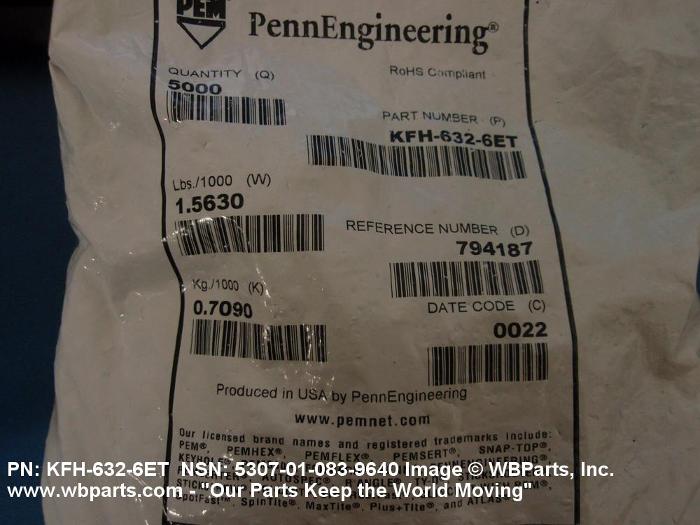 PEM
PennEngineering®
QUANTITY (Q)
5000
RoHS Compliant
PART NUMBER (P)
KFH-632-6ET
Lbs./1000 (W)
1.5630
REFERENCE NUMBER (D)
794187
Kg./1000 (K)
0.7090
DATE CODE (C)
0022
Produced in USA by PennEngineering
www.pemnet.com
Our licensed brand names and registered trademarks include:
PEM®, PEMHEX®, PEMFLEX®, PEMSERT®, SNAP-TOP®
PN: KFH-632-6ET NSN: 5307-01-083-9640 Image © WBParts, Inc.
www.wbparts.com "Our Parts Keep the World Moving"
SpotFast™, SpinTite®, MaxTite®, Plus+Tite®, and ATLAS®